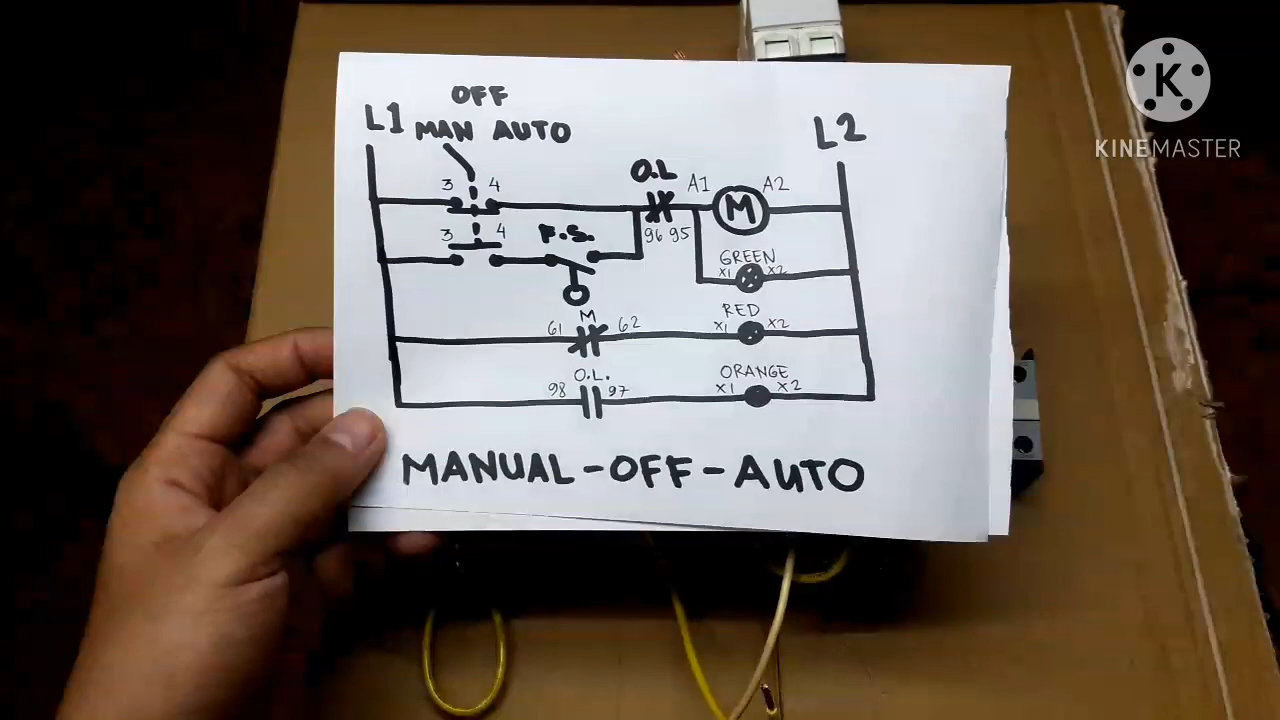 OFF
L1 MAN AUTO L2
O.L
3 4 A1 M A2
3 4 F.S. 96 95
GREEN
X1 X2
M RED
61 62 X1 X2
O.L. ORANGE
98 97 X1 X2
MANUAL-OFF-AUTO
K
KINEMASTER